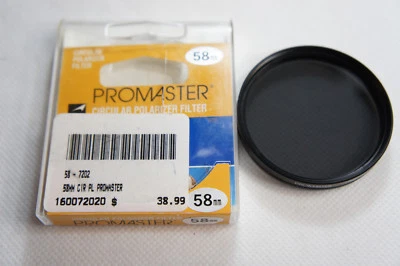 CIRCULAR
POLARIZER
FILTER
58mm
PROMASTER
CIRCULAR POLARIZER FILTER
58 - 7202
58MM CIR PL PROMASTER
160072020 $ 38.99
58mm